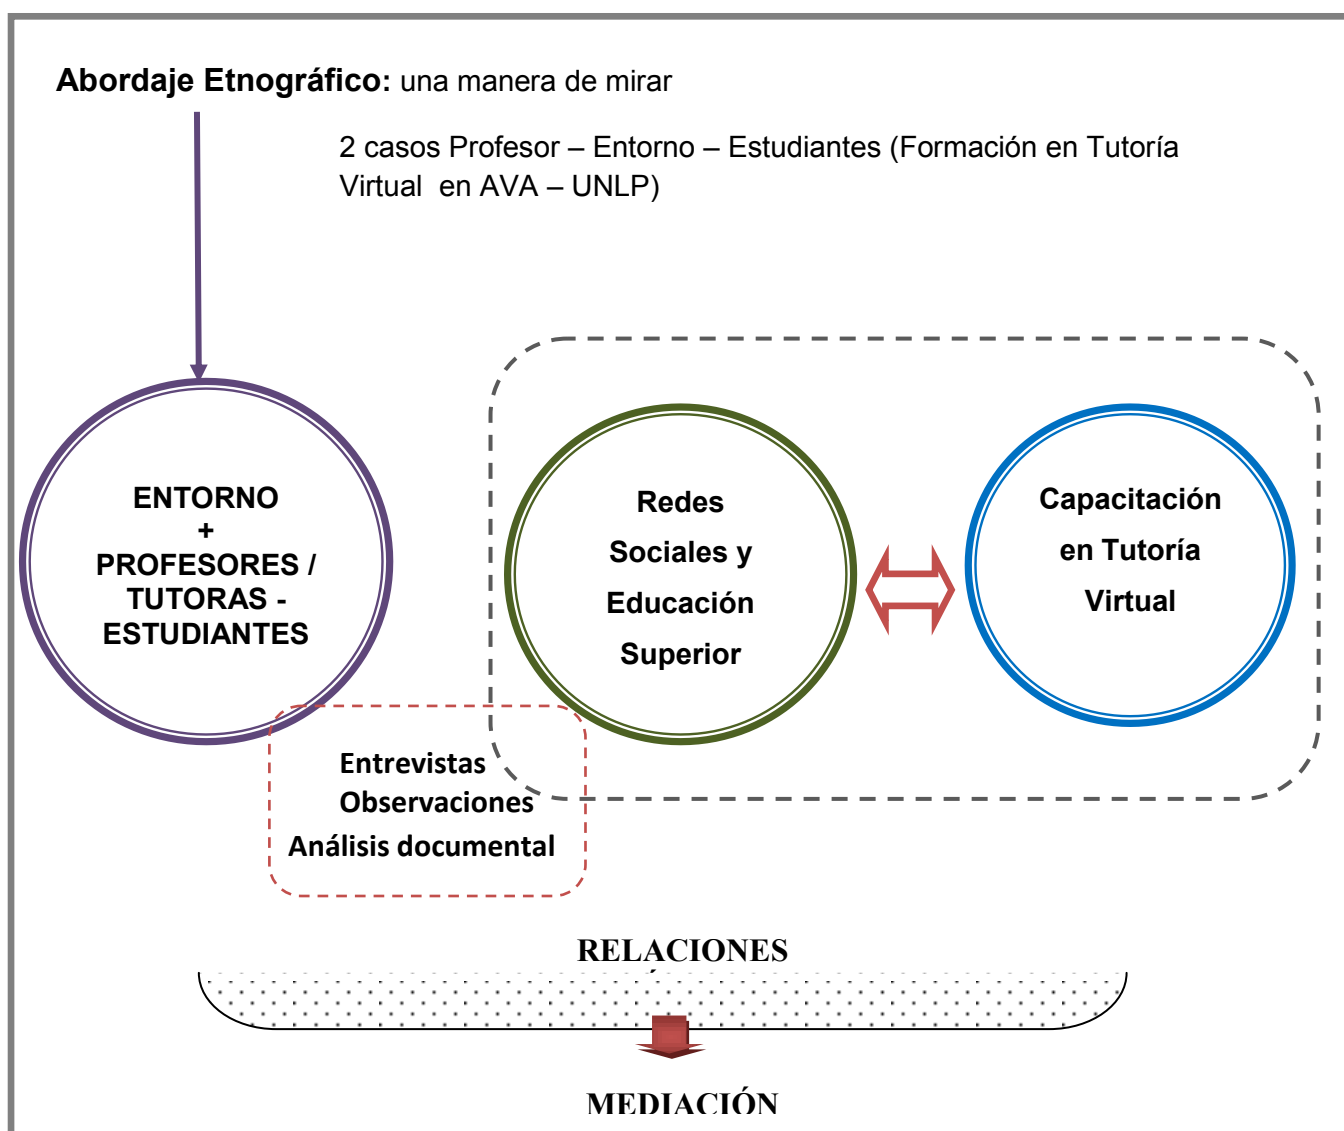 Abordaje Etnográfico: una manera de mirar
2 casos Profesor – Entorno – Estudiantes (Formación en Tutoría
Virtual en AVA – UNLP)
ENTORNO
+
PROFESORES /
TUTORAS -
ESTUDIANTES
Redes
Sociales y
Educación
Superior
Capacitación
en Tutoría
Virtual
Entrevistas
Observaciones
Análisis documental
RELACIONES
MEDIACIÓN